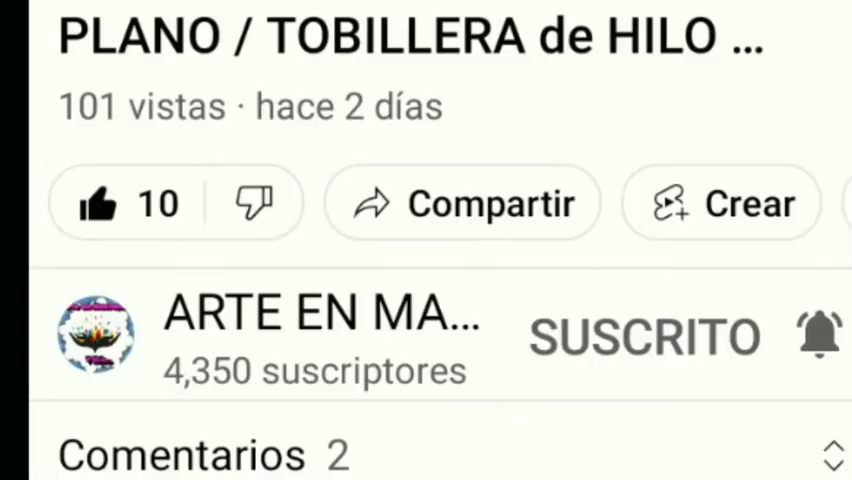 PLANO / TOBILLERA de HILO ...
101 vistas · hace 2 días
10 Compartir Crear
ARTE EN MA... SUSCRITO
4,350 suscriptores
Comentarios 2